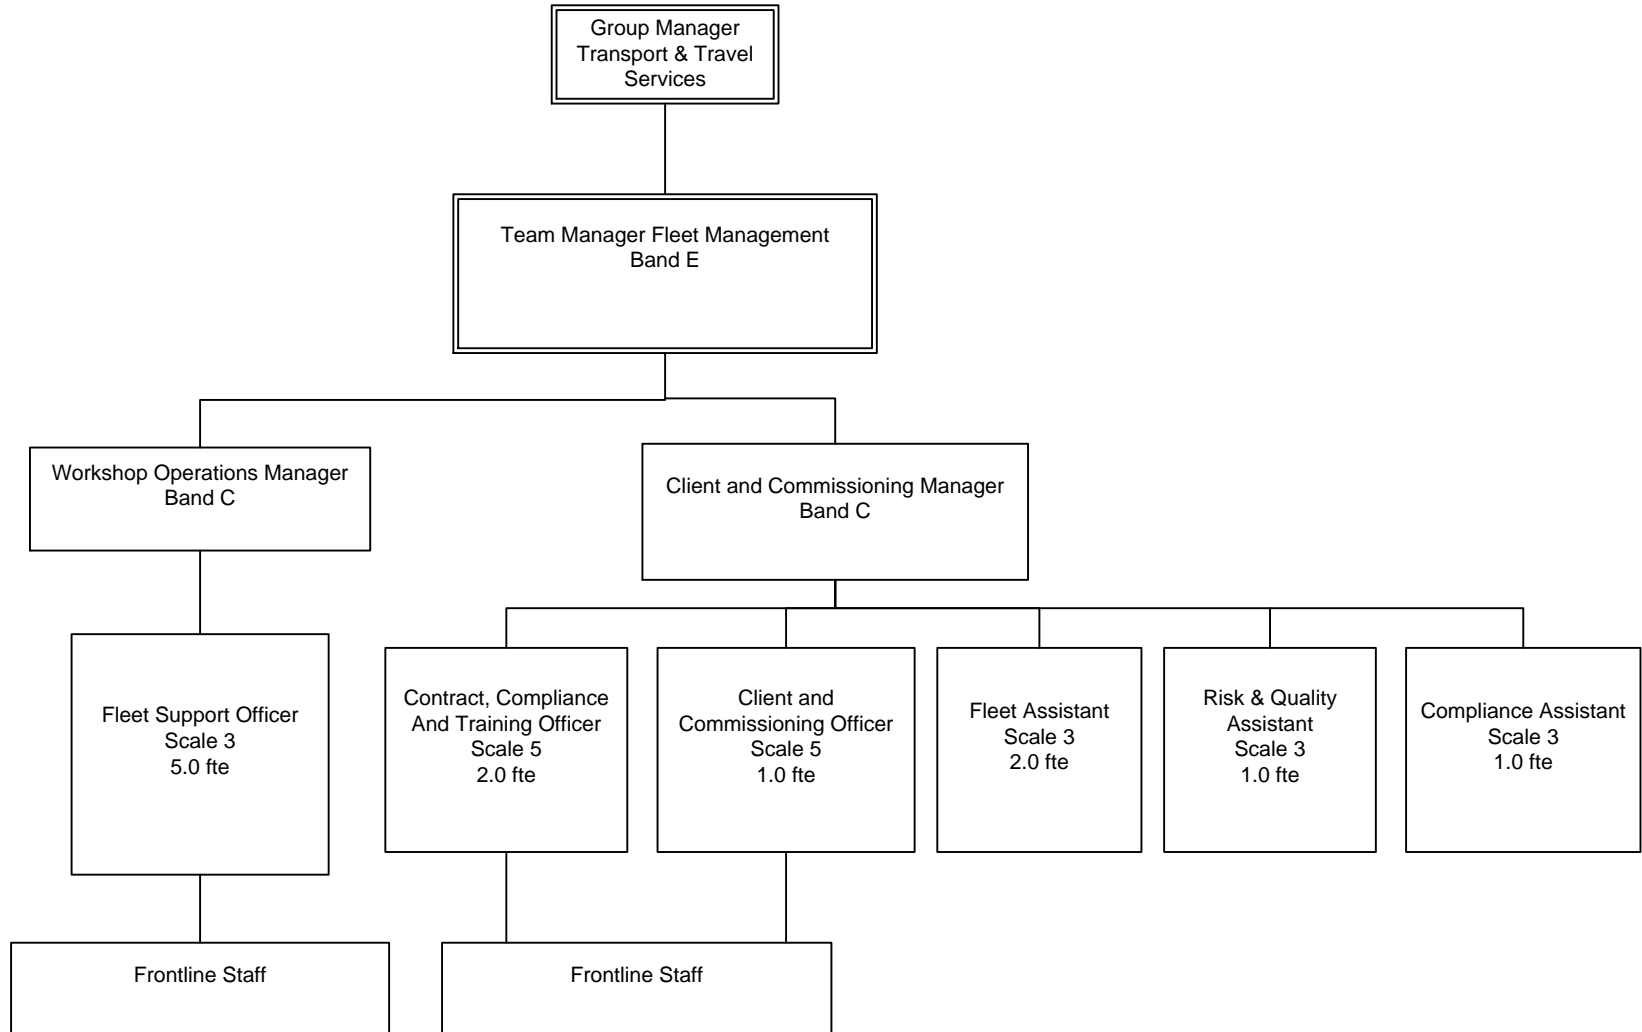 Group Manager
Transport & Travel
Services
Team Manager Fleet Management
Band E
Workshop Operations Manager
Band C
Client and Commissioning Manager
Band C
Fleet Support Officer
Scale 3
5.0 fte
Contract, Compliance
And Training Officer
Scale 5
2.0 fte
Client and
Commissioning Officer
Scale 5
1.0 fte
Fleet Assistant
Scale 3
2.0 fte
Risk & Quality
Assistant
Scale 3
1.0 fte
Compliance Assistant
Scale 3
1.0 fte
Frontline Staff
Frontline Staff